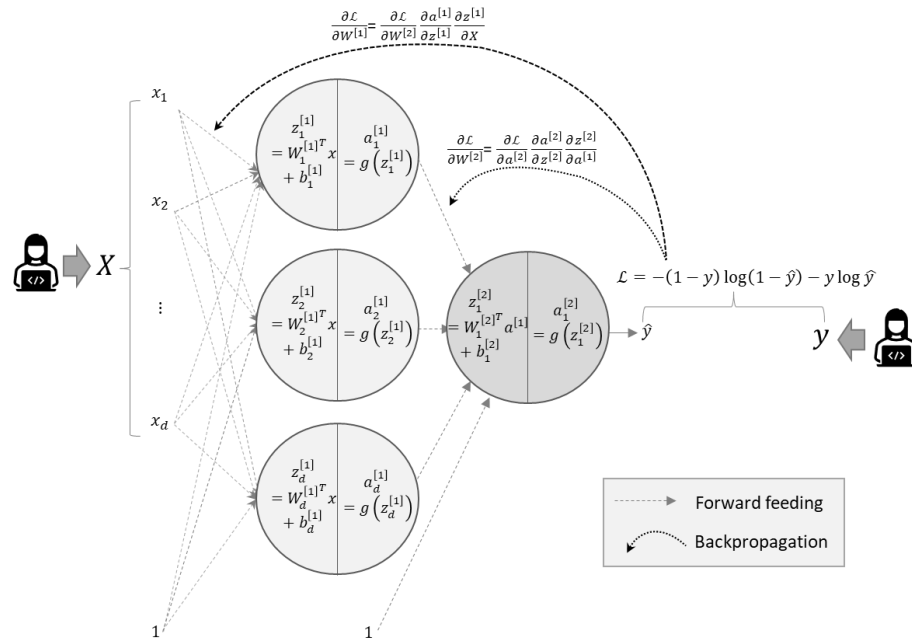 ∂ℒ/∂W^[1] = ∂ℒ/∂W^[2] ∂a^[1]/∂z^[1] ∂z^[1]/∂X
x_1
z_1^[1]
= W_1^[1]^T x
+ b_1^[1]
a_1^[1]
= g(z_1^[1])
∂ℒ/∂W^[2] = ∂ℒ/∂a^[2] ∂a^[2]/∂z^[2] ∂z^[2]/∂a^[1]
x_2
</>
X
⋮
z_2^[1]
= W_2^[1]^T x
+ b_2^[1]
a_2^[1]
= g(z_2^[1])
z_1^[2]
= W_1^[2]^T a^[1]
+ b_1^[2]
a_1^[2]
= g(z_1^[2])
ℒ = −(1 − y) log(1 − ŷ) − y log ŷ
ŷ
y
</>
x_d
z_d^[1]
= W_d^[1]^T x
+ b_d^[1]
a_d^[1]
= g(z_d^[1])
Forward feeding
Backpropagation
1
1